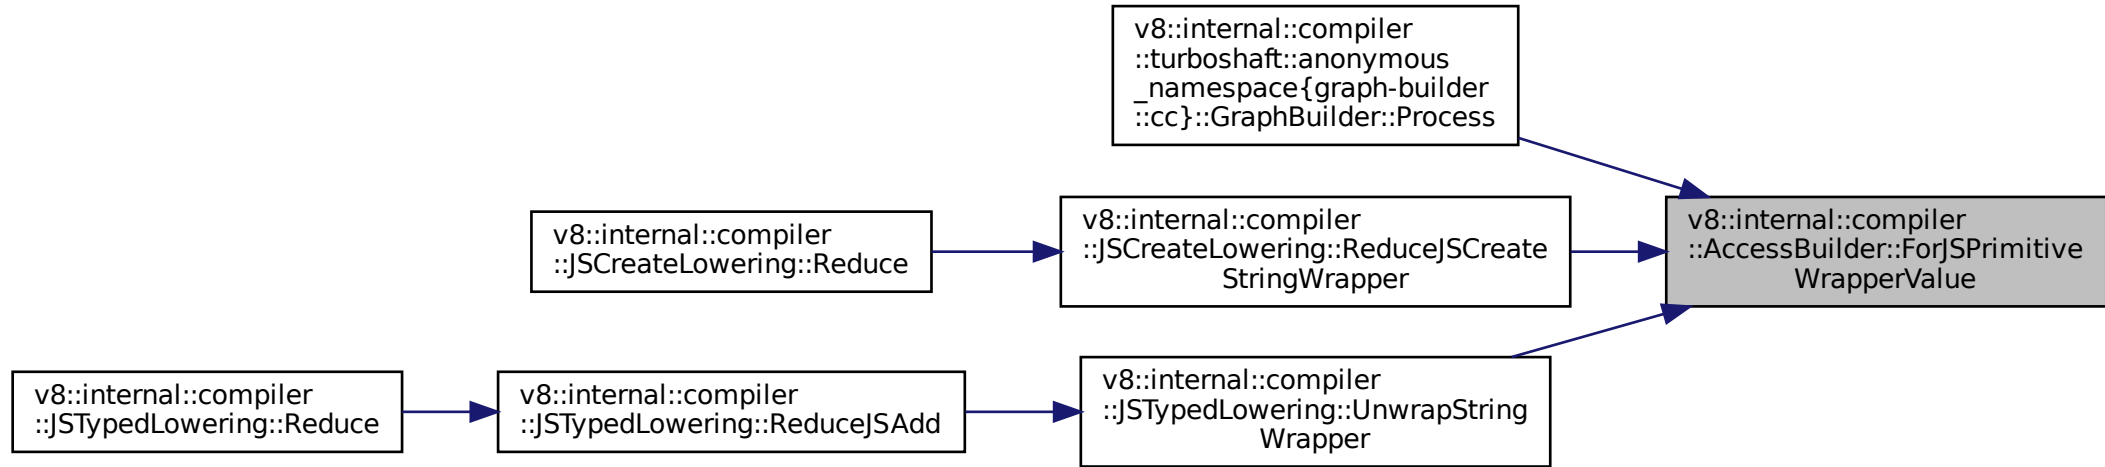 v8::internal::compiler
::turboshaft::anonymous
_namespace{graph-builder
::cc}::GraphBuilder::Process
v8::internal::compiler
::JSCreateLowering::Reduce
v8::internal::compiler
::JSCreateLowering::ReduceJSCreate
StringWrapper
v8::internal::compiler
::AccessBuilder::ForJSPrimitive
WrapperValue
v8::internal::compiler
::JSTypedLowering::Reduce
v8::internal::compiler
::JSTypedLowering::ReduceJSAdd
v8::internal::compiler
::JSTypedLowering::UnwrapString
Wrapper